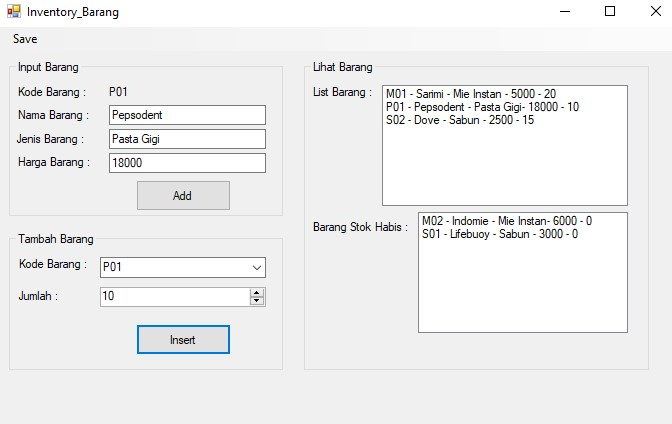 Inventory_Barang
Save
Input Barang
Kode Barang : P01
Nama Barang : Pepsodent
Jenis Barang : Pasta Gigi
Harga Barang : 18000
Add
Tambah Barang
Kode Barang : P01
Jumlah : 10
Insert
Lihat Barang
List Barang :
M01 - Sarimi - Mie Instan - 5000 - 20
P01 - Pepsodent - Pasta Gigi- 18000 - 10
S02 - Dove - Sabun - 2500 - 15
Barang Stok Habis :
M02 - Indomie - Mie Instan- 6000 - 0
S01 - Lifebuoy - Sabun - 3000 - 0